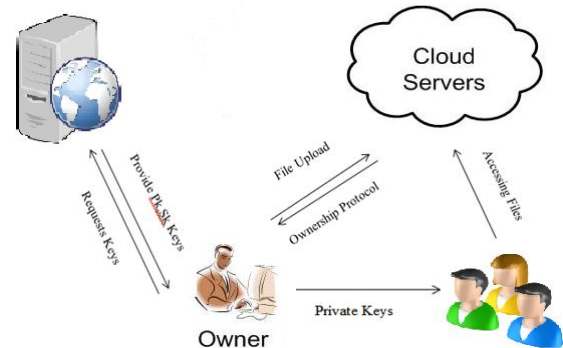 Cloud
Servers
File Upload
Ownership Protocol
Accessing Files
Provide Pk,Sk Keys
Requests Keys
Private Keys
Owner